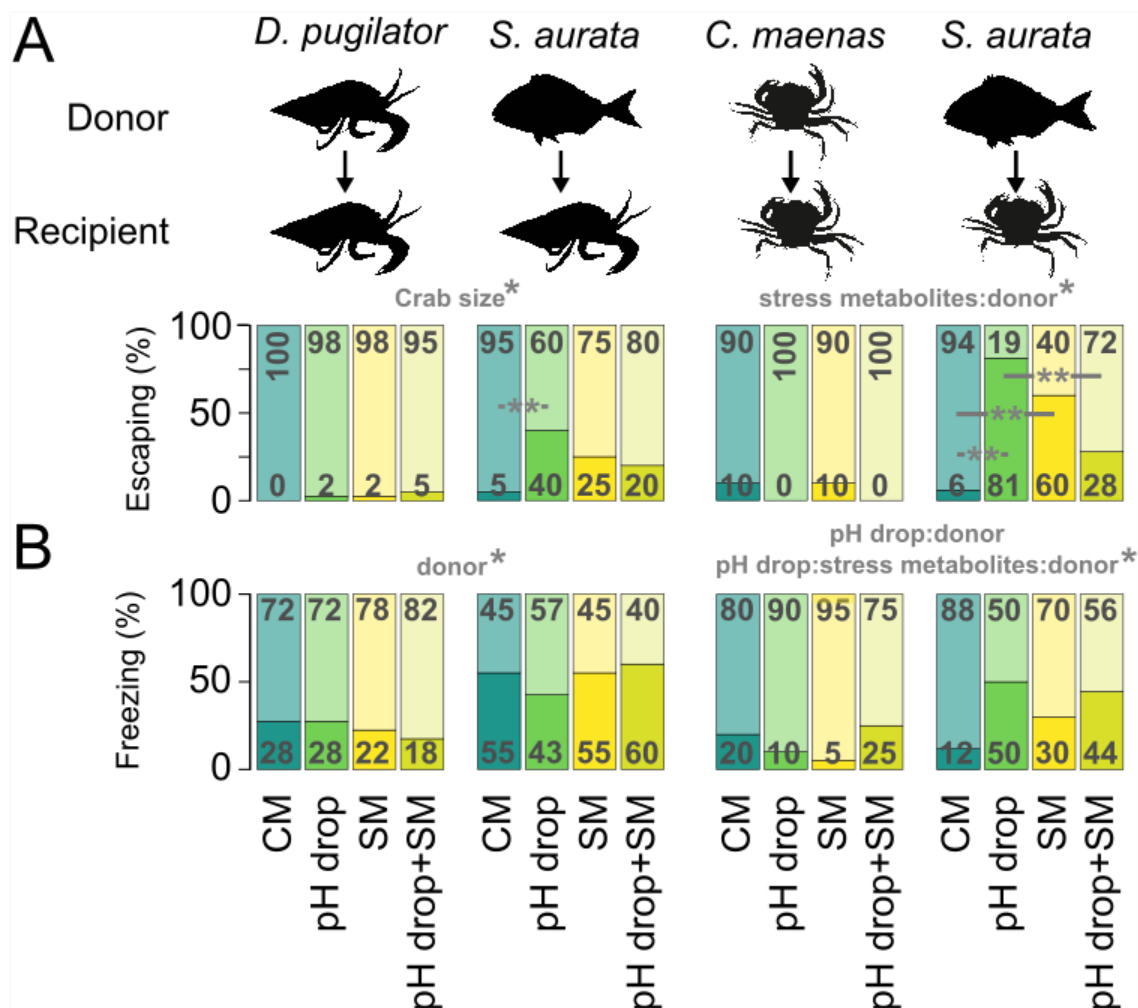 A
D. pugilator S. aurata C. maenas S. aurata
Donor
Recipient
Crab size* stress metabolites:donor*
Escaping (%)
100
50
0
100 98 98 95 95 60 75 80 90 100 90 100 94 19 40 72
-**- **
**
-**-
0 2 2 5 5 40 25 20 10 0 10 0 6 81 60 28
B
pH drop:donor
donor* pH drop:stress metabolites:donor*
Freezing (%)
100
50
0
72 72 78 82 45 57 45 40 80 90 95 75 88 50 70 56
28 28 22 18 55 43 55 60 20 10 5 25 12 50 30 44
CM pH drop SM pH drop+SM CM pH drop SM pH drop+SM CM pH drop SM pH drop+SM CM pH drop SM pH drop+SM